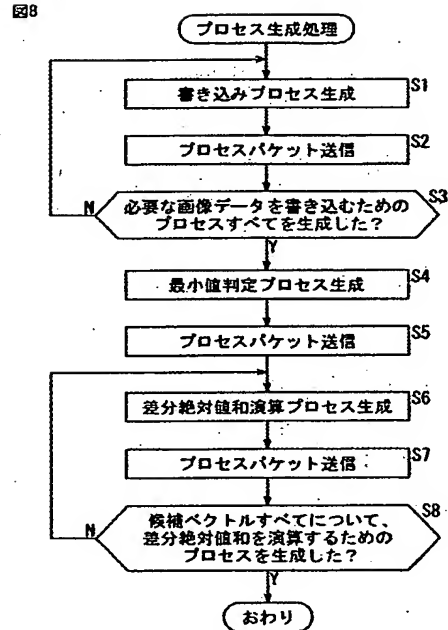 図8
プロセス生成処理
書き込みプロセス生成
S1
プロセスパケット送信
S2
必要な画像データを書き込むための
プロセスすべてを生成した?
S3
N
Y
最小値判定プロセス生成
S4
プロセスパケット送信
S5
差分絶対値和演算プロセス生成
S6
プロセスパケット送信
S7
候補ベクトルすべてについて、
差分絶対値和を演算するための
プロセスを生成した?
S8
N
Y
おわり